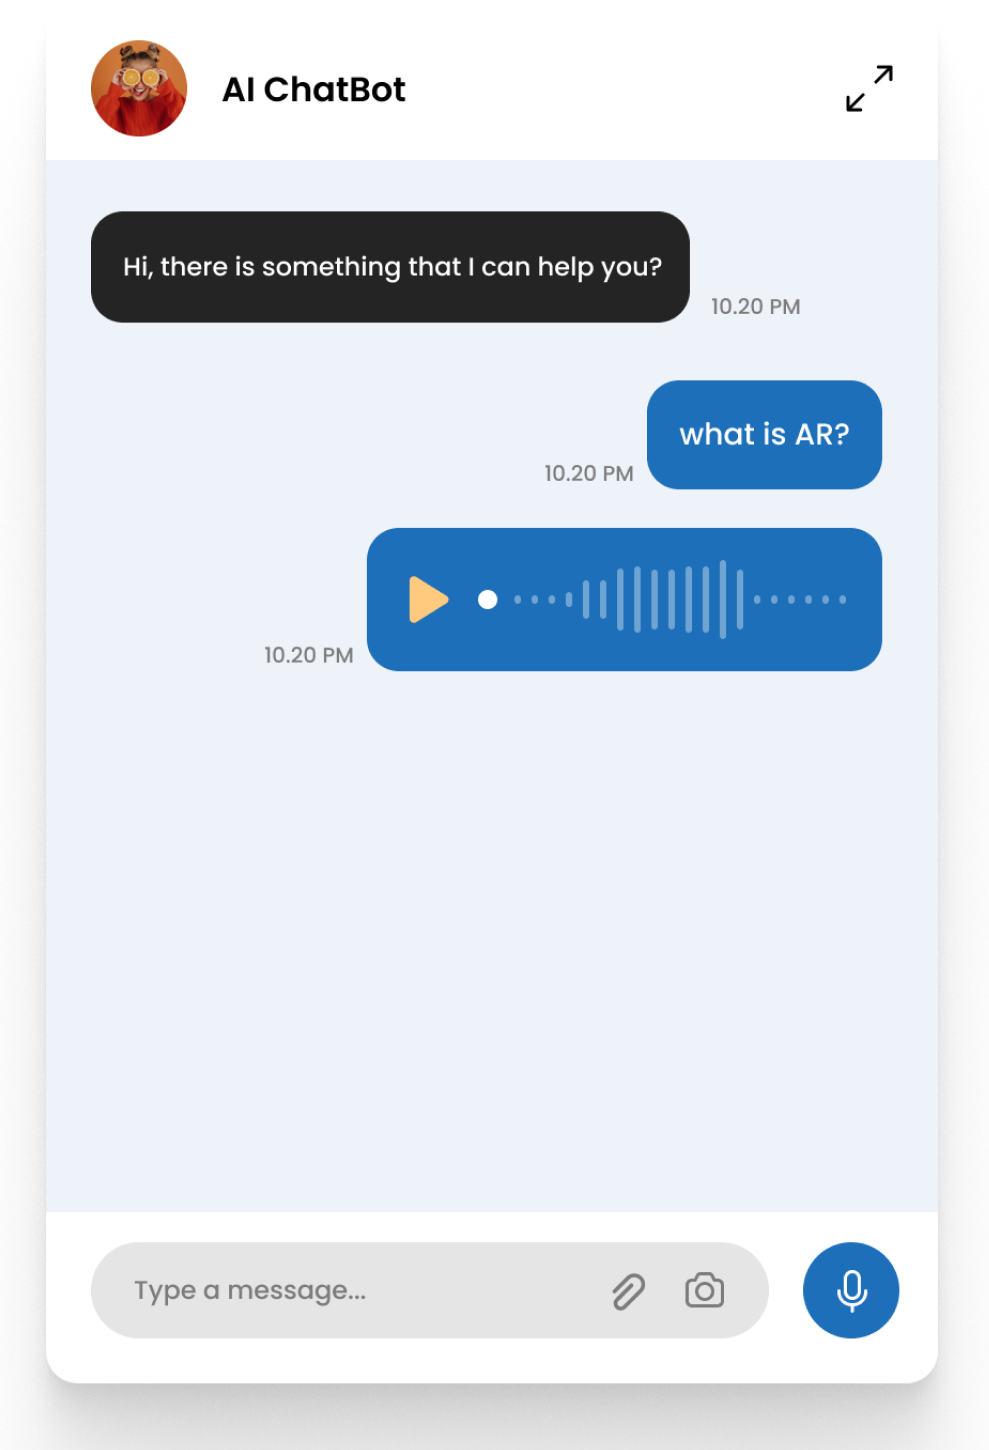 AI ChatBot
Hi, there is something that I can help you?
10.20 PM
what is AR?
10.20 PM
10.20 PM
Type a message...